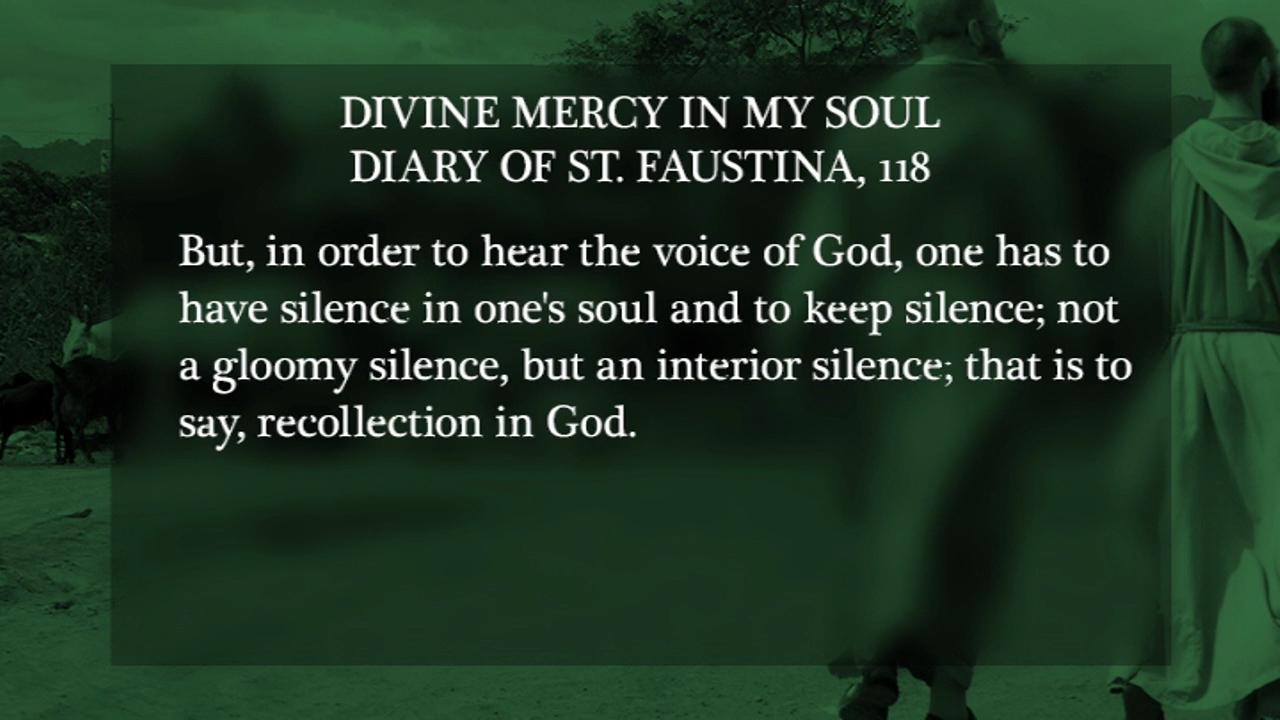 DIVINE MERCY IN MY SOUL
DIARY OF ST. FAUSTINA, 118
But, in order to hear the voice of God, one has to
have silence in one's soul and to keep silence; not
a gloomy silence, but an interior silence; that is to
say, recollection in God.